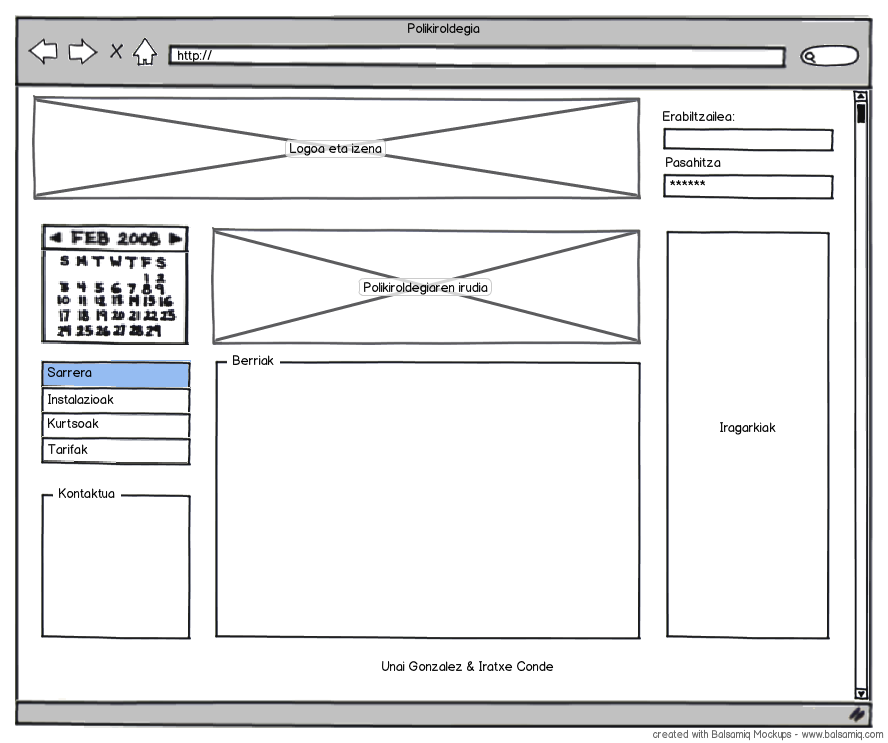 Polikiroldegia
http://
Logoa eta izena
Erabiltzailea:
Pasahitza
******
FEB 2008
S M T W T F S
1 2
3 4 5 6 7 8 9
10 11 12 13 14 15 16
17 18 19 20 21 22 23
24 25 26 27 28 29
Polikiroldegiaren irudia
Sarrera
Instalazioak
Kurtsoak
Tarifak
Kontaktua
Berriak
Iragarkiak
Unai Gonzalez & Iratxe Conde
created with Balsamiq Mockups - www.balsamiq.com